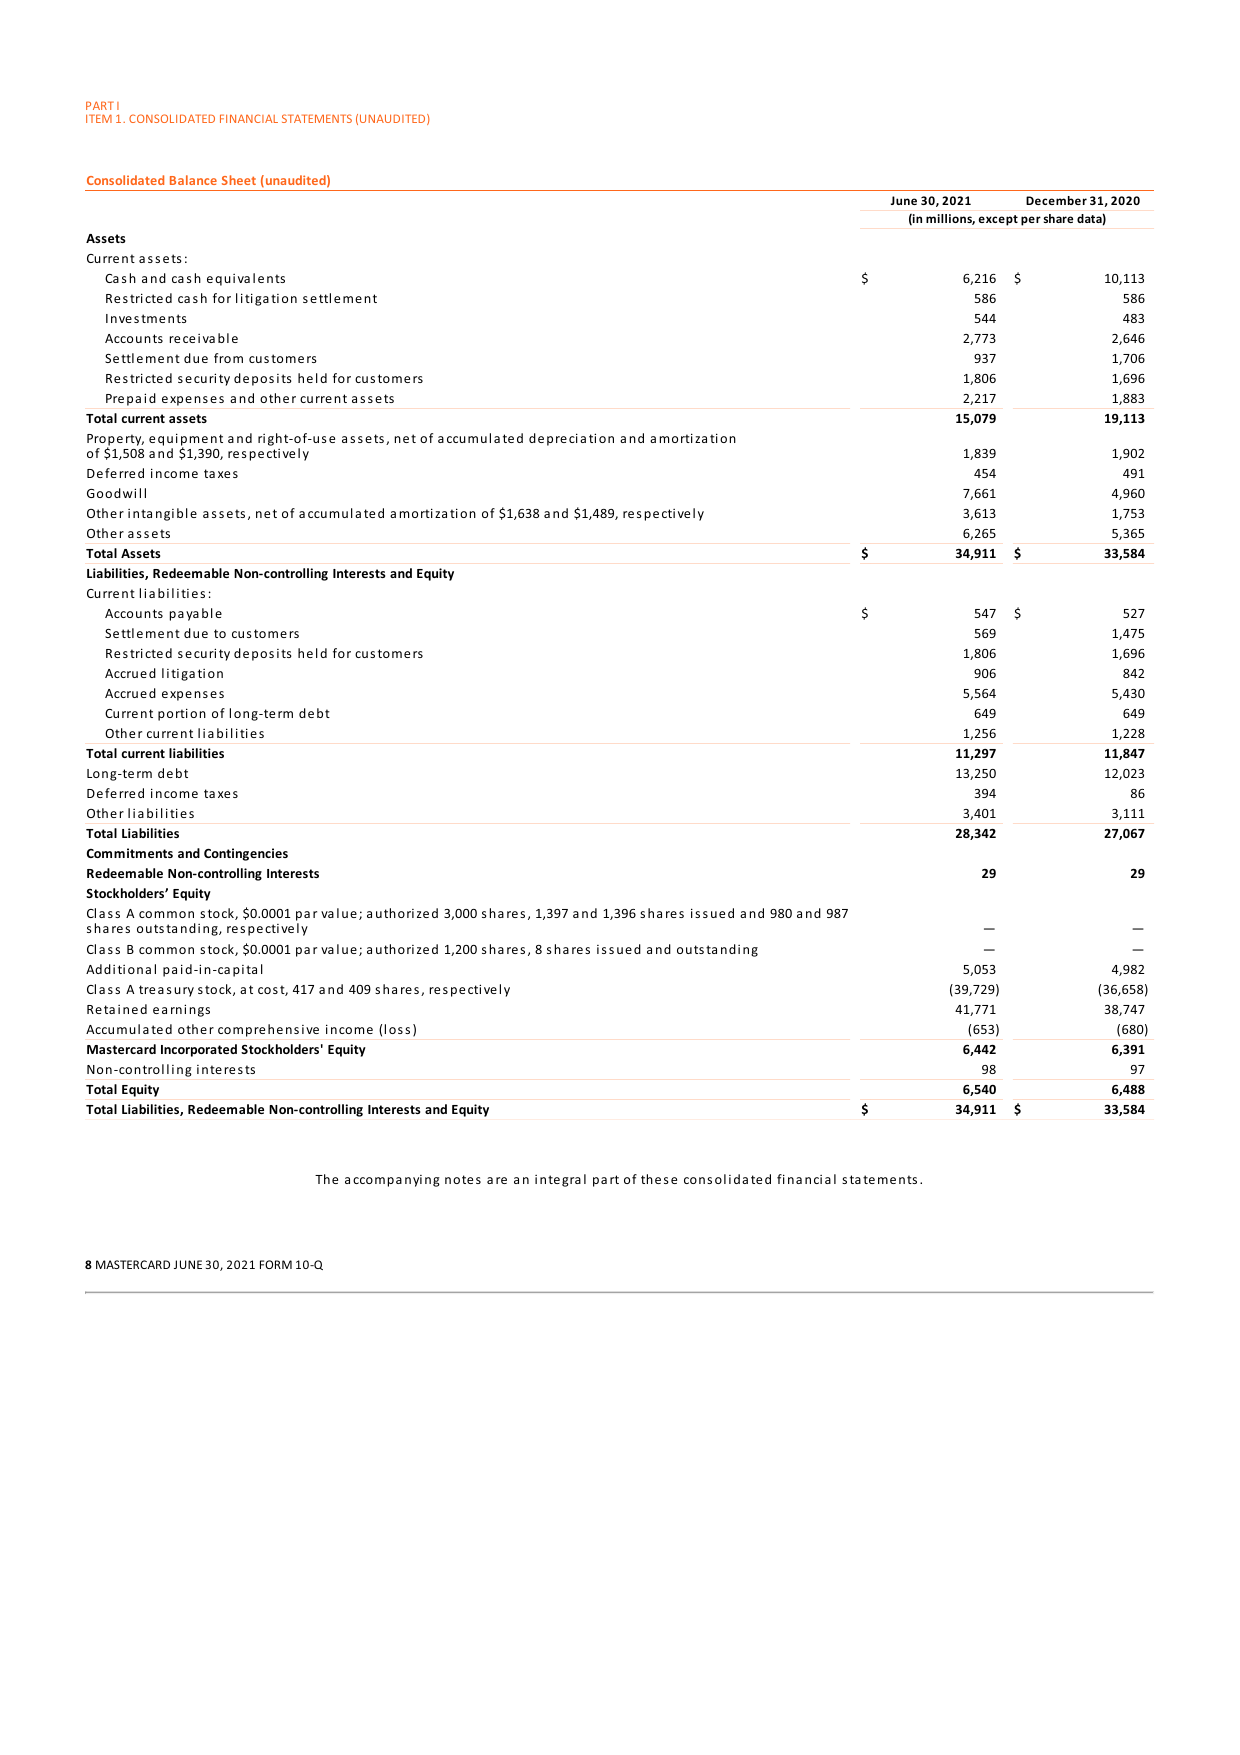 PART I
ITEM 1. CONSOLIDATED FINANCIAL STATEMENTS (UNAUDITED)
Consolidated Balance Sheet (unaudited)
June 30, 2021 December 31, 2020
(in millions, except per share data)
Assets
Current assets:
Cash and cash equivalents $ 6,216 $ 10,113
Restricted cash for litigation settlement 586 586
Investments 544 483
Accounts receivable 2,773 2,646
Settlement due from customers 937 1,706
Restricted security deposits held for customers 1,806 1,696
Prepaid expenses and other current assets 2,217 1,883
Total current assets 15,079 19,113
Property, equipment and right-of-use assets, net of accumulated depreciation and amortization
of $1,508 and $1,390, respectively 1,839 1,902
Deferred income taxes 454 491
Goodwill 7,661 4,960
Other intangible assets, net of accumulated amortization of $1,638 and $1,489, respectively 3,613 1,753
Other assets 6,265 5,365
Total Assets $ 34,911 $ 33,584
Liabilities, Redeemable Non-controlling Interests and Equity
Current liabilities:
Accounts payable $ 547 $ 527
Settlement due to customers 569 1,475
Restricted security deposits held for customers 1,806 1,696
Accrued litigation 906 842
Accrued expenses 5,564 5,430
Current portion of long-term debt 649 649
Other current liabilities 1,256 1,228
Total current liabilities 11,297 11,847
Long-term debt 13,250 12,023
Deferred income taxes 394 86
Other liabilities 3,401 3,111
Total Liabilities 28,342 27,067
Commitments and Contingencies
Redeemable Non-controlling Interests 29 29
Stockholders’ Equity
Class A common stock, $0.0001 par value; authorized 3,000 shares, 1,397 and 1,396 shares issued and 980 and 987
shares outstanding, respectively — —
Class B common stock, $0.0001 par value; authorized 1,200 shares, 8 shares issued and outstanding — —
Additional paid-in-capital 5,053 4,982
Class A treasury stock, at cost, 417 and 409 shares, respectively (39,729) (36,658)
Retained earnings 41,771 38,747
Accumulated other comprehensive income (loss) (653) (680)
Mastercard Incorporated Stockholders' Equity 6,442 6,391
Non-controlling interests 98 97
Total Equity 6,540 6,488
Total Liabilities, Redeemable Non-controlling Interests and Equity $ 34,911 $ 33,584
The accompanying notes are an integral part of these consolidated financial statements.
8 MASTERCARD JUNE 30, 2021 FORM 10-Q